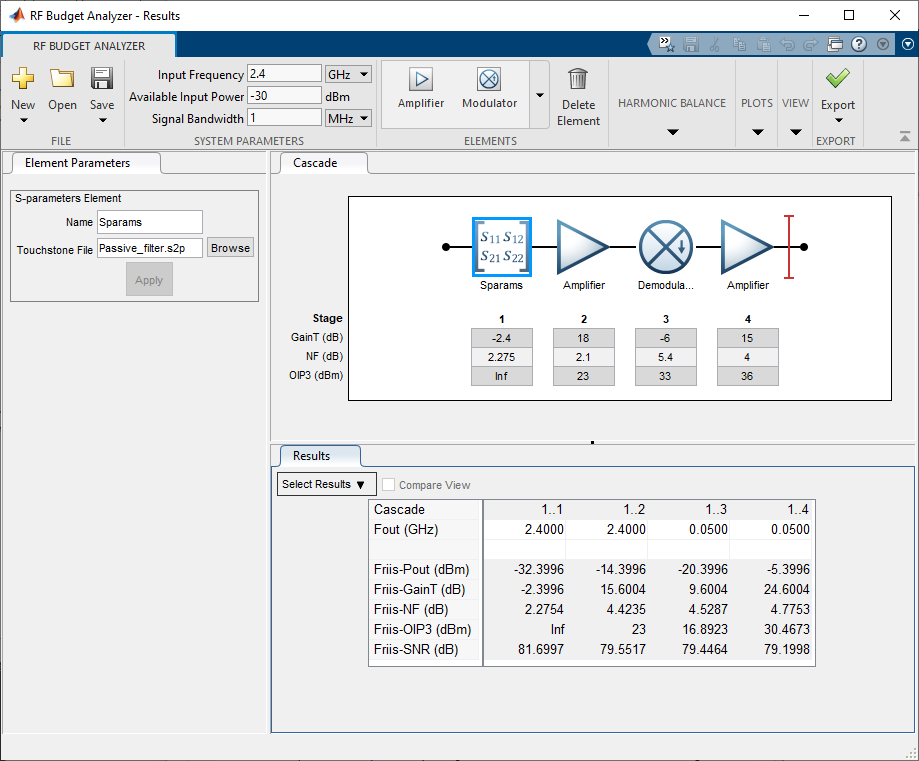 RF Budget Analyzer - Results
RF BUDGET ANALYZER
New
Open
Save
FILE
Input Frequency 2.4 GHz
Available Input Power -30 dBm
Signal Bandwidth 1 MHz
SYSTEM PARAMETERS
Amplifier
Modulator
Delete
Element
ELEMENTS
HARMONIC BALANCE
PLOTS
VIEW
Export
EXPORT
Element Parameters
S-parameters Element
Name Sparams
Touchstone File Passive_filter.s2p Browse
Apply
Cascade
S11 S12
S21 S22
Sparams Amplifier Demodula... Amplifier
Stage 1 2 3 4
GainT (dB) -2.4 18 -6 15
NF (dB) 2.275 2.1 5.4 4
OIP3 (dBm) Inf 23 33 36
Results
Select Results Compare View
Cascade 1..1 1..2 1..3 1..4
Fout (GHz) 2.4000 2.4000 0.0500 0.0500
Friis-Pout (dBm) -32.3996 -14.3996 -20.3996 -5.3996
Friis-GainT (dB) -2.3996 15.6004 9.6004 24.6004
Friis-NF (dB) 2.2754 4.4235 4.5287 4.7753
Friis-OIP3 (dBm) Inf 23 16.8923 30.4673
Friis-SNR (dB) 81.6997 79.5517 79.4464 79.1998